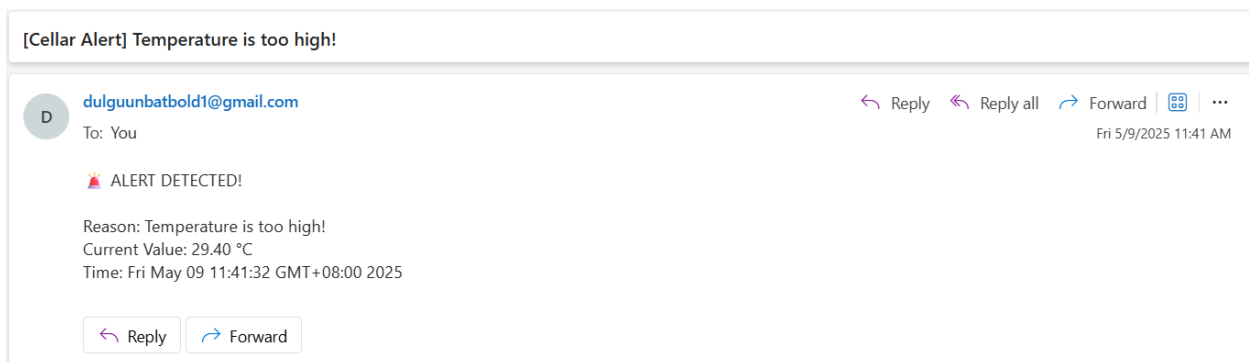 [Cellar Alert] Temperature is too high!
D
dulguunbatbold1@gmail.com
Reply Reply all Forward
To: You
Fri 5/9/2025 11:41 AM
🚨 ALERT DETECTED!
Reason: Temperature is too high!
Current Value: 29.40 °C
Time: Fri May 09 11:41:32 GMT+08:00 2025
Reply Forward